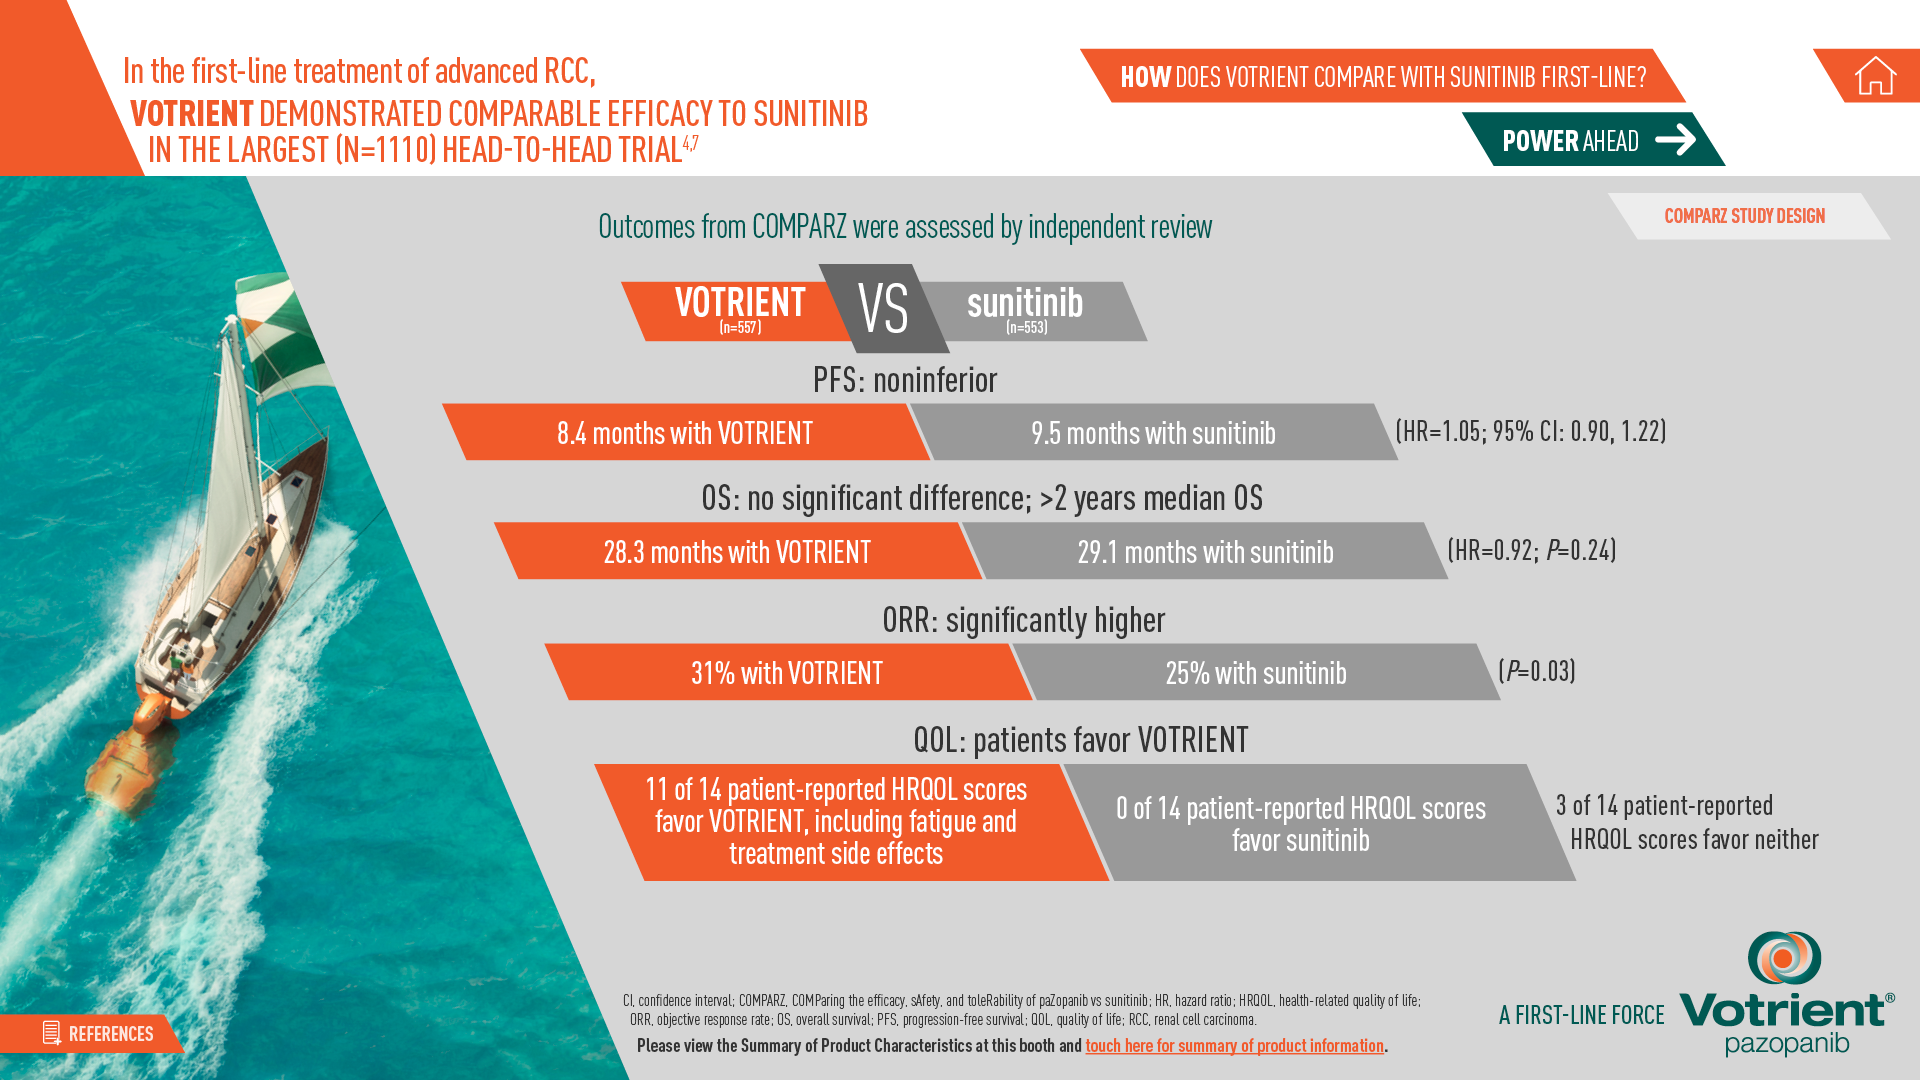 In the first-line treatment of advanced RCC,
VOTRIENT DEMONSTRATED COMPARABLE EFFICACY TO SUNITINIB
IN THE LARGEST (N=1110) HEAD-TO-HEAD TRIAL4,7
HOW DOES VOTRIENT COMPARE WITH SUNITINIB FIRST-LINE?
POWER AHEAD
COMPARZ STUDY DESIGN
Outcomes from COMPARZ were assessed by independent review
VOTRIENT
(n=557)
VS
sunitinib
(n=553)
PFS: noninferior
8.4 months with VOTRIENT
9.5 months with sunitinib
(HR=1.05; 95% CI: 0.90, 1.22)
OS: no significant difference; >2 years median OS
28.3 months with VOTRIENT
29.1 months with sunitinib
(HR=0.92; P=0.24)
ORR: significantly higher
31% with VOTRIENT
25% with sunitinib
(P=0.03)
QOL: patients favor VOTRIENT
11 of 14 patient-reported HRQOL scores
favor VOTRIENT, including fatigue and
treatment side effects
0 of 14 patient-reported HRQOL scores
favor sunitinib
3 of 14 patient-reported
HRQOL scores favor neither
CI, confidence interval; COMPARZ, COMParing the efficacy, sAfety, and toleRability of paZopanib vs sunitinib; HR, hazard ratio; HRQOL, health-related quality of life;
ORR, objective response rate; OS, overall survival; PFS, progression-free survival; QOL, quality of life; RCC, renal cell carcinoma.
Please view the Summary of Product Characteristics at this booth and touch here for summary of product information.
REFERENCES
A FIRST-LINE FORCE
Votrient®
pazopanib